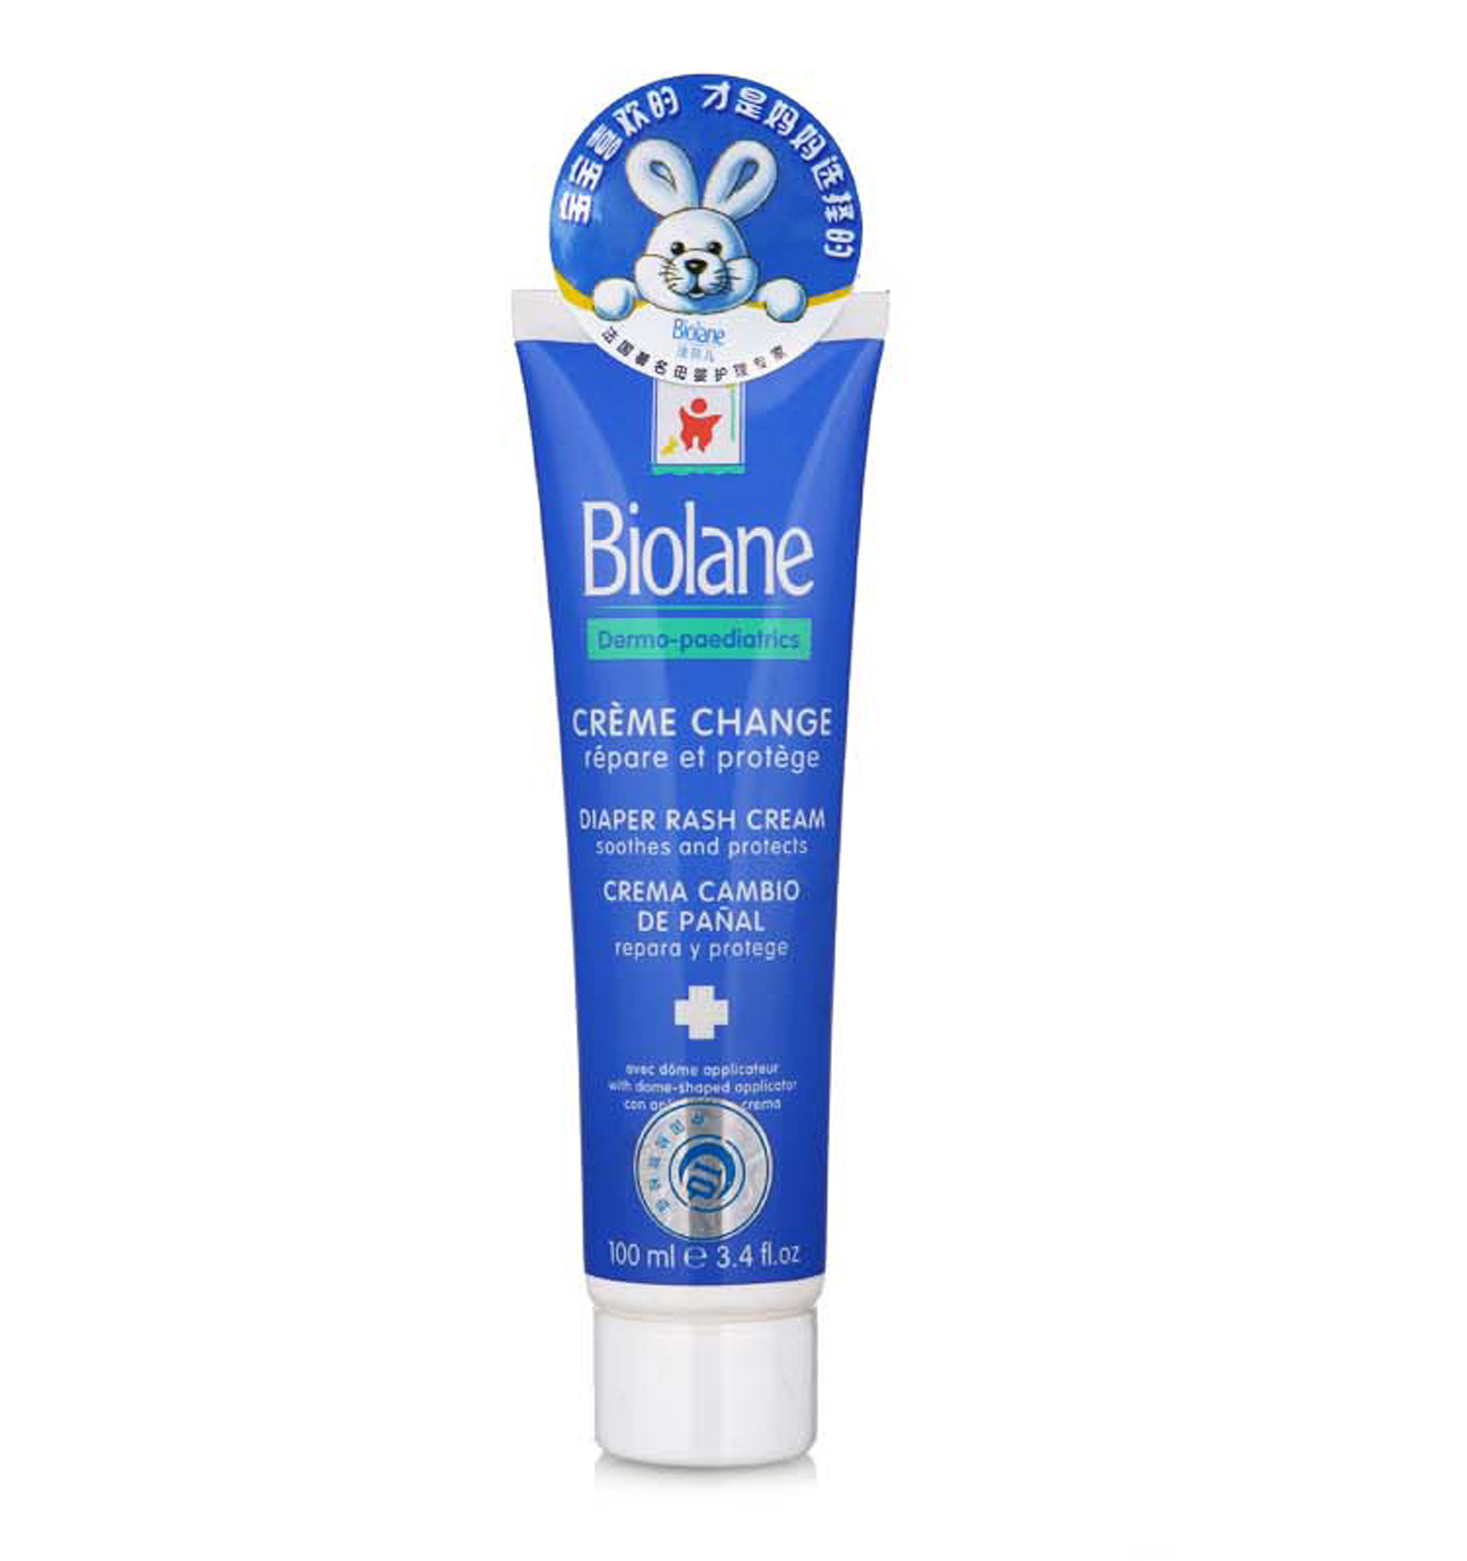 宝宝喜欢的 才是妈妈选择的
Biolane
法国著名母婴护理专家
Biolane
Dermo-paediatrics
CRÈME CHANGE
répare et protège
DIAPER RASH CREAM
soothes and protects
CREMA CAMBIO
DE PAÑAL
repara y protege
avec dôme applicateur
with dome-shaped applicator
con crema
100 ml e 3.4 fl.oz